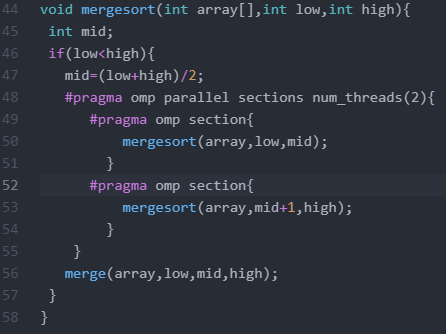 44 void mergesort(int array[],int low,int high){
45 int mid;
46 if(low<high){
47 mid=(low+high)/2;
48 #pragma omp parallel sections num_threads(2){
49 #pragma omp section{
50 mergesort(array,low,mid);
51 }
52 #pragma omp section{
53 mergesort(array,mid+1,high);
54 }
55 }
56 merge(array,low,mid,high);
57 }
58 }